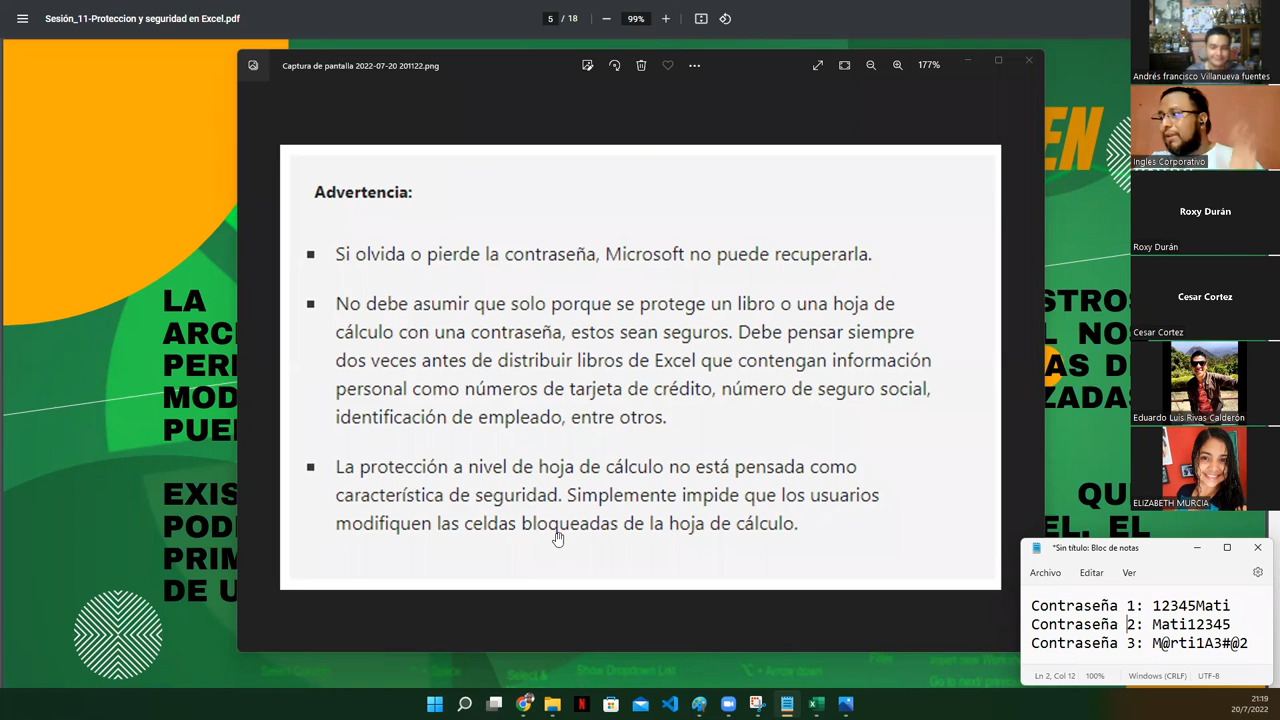 Sesión_11-Proteccion y seguridad en Excel.pdf
5 / 18
99%
Captura de pantalla 2022-07-20 201122.png
177%
EN
Advertencia:
Si olvida o pierde la contraseña, Microsoft no puede recuperarla.
No debe asumir que solo porque se protege un libro o una hoja de
cálculo con una contraseña, estos sean seguros. Debe pensar siempre
dos veces antes de distribuir libros de Excel que contengan información
personal como números de tarjeta de crédito, número de seguro social,
identificación de empleado, entre otros.
La protección a nivel de hoja de cálculo no está pensada como
característica de seguridad. Simplemente impide que los usuarios
modifiquen las celdas bloqueadas de la hoja de cálculo.
LA
STROS
PERM
MOD
ZADAS
PUE
EXIS
QU
POD
EL. EL
PRIM
DE U
Andrés francisco Villanueva fuentes
Ingles Corporativo
Roxy Durán
Roxy Durán
Cesar Cortez
Cesar Cortez
Eduardo Luis Rivas Calderón
ELIZABETH MURCIA
*Sin título: Bloc de notas
Archivo Editar Ver
Contraseña 1: 12345Mati
Contraseña 2: Mati12345
Contraseña 3: M@rti1A3#@2
Ln 2, Col 12 100% Windows (CRLF) UTF-8
Show Dropdown List
21:19
20/7/2022